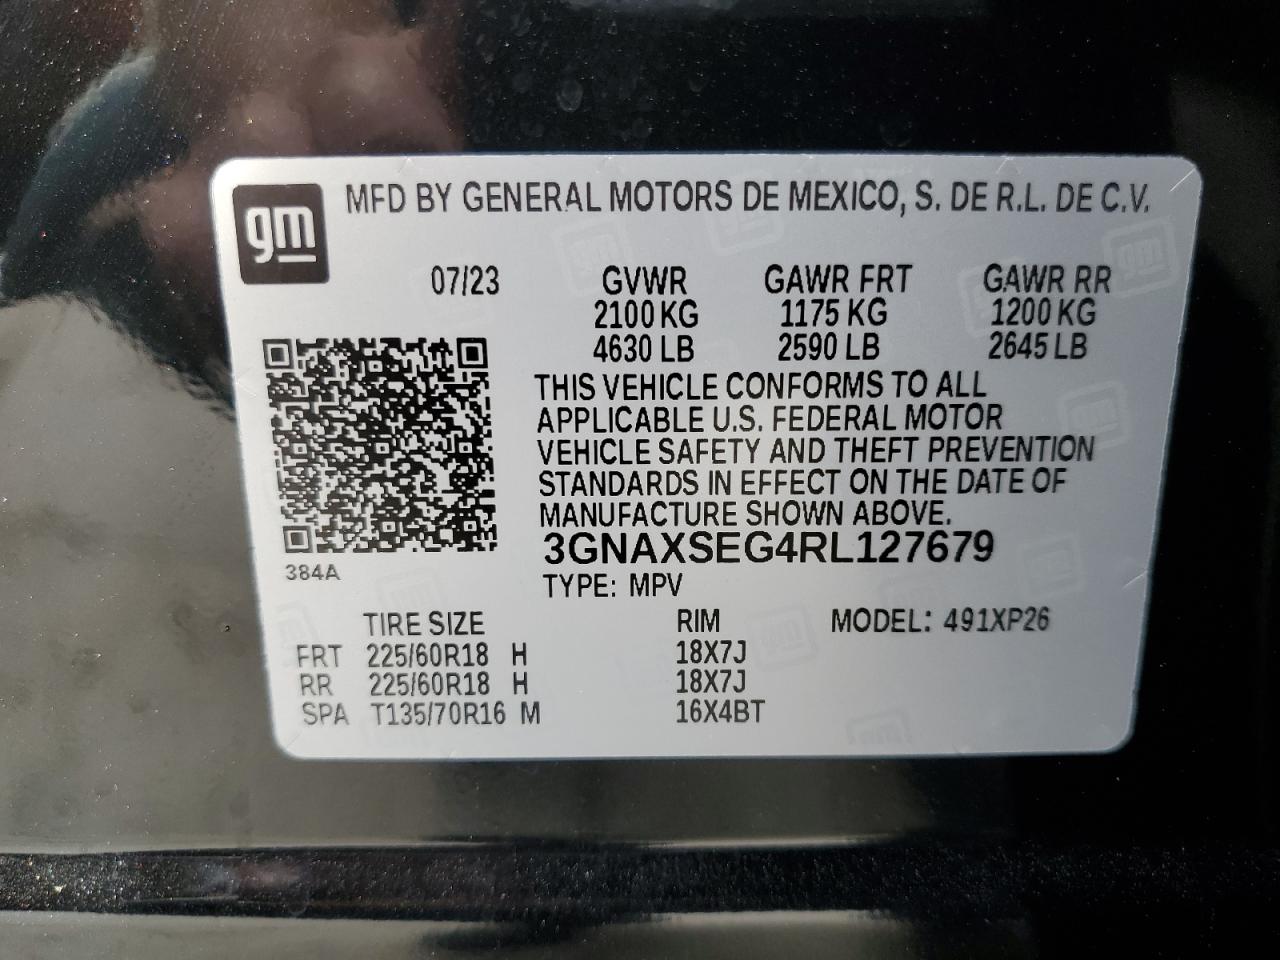 gm
MFD BY GENERAL MOTORS DE MEXICO, S. DE R.L. DE C.V.
07/23 GVWR GAWR FRT GAWR RR
2100 KG 1175 KG 1200 KG
4630 LB 2590 LB 2645 LB
THIS VEHICLE CONFORMS TO ALL
APPLICABLE U.S. FEDERAL MOTOR
VEHICLE SAFETY AND THEFT PREVENTION
STANDARDS IN EFFECT ON THE DATE OF
MANUFACTURE SHOWN ABOVE.
3GNAXSEG4RL127679
384A
TYPE: MPV
TIRE SIZE RIM MODEL: 491XP26
FRT 225/60R18 H 18X7J
RR 225/60R18 H 18X7J
SPA T135/70R16 M 16X4BT